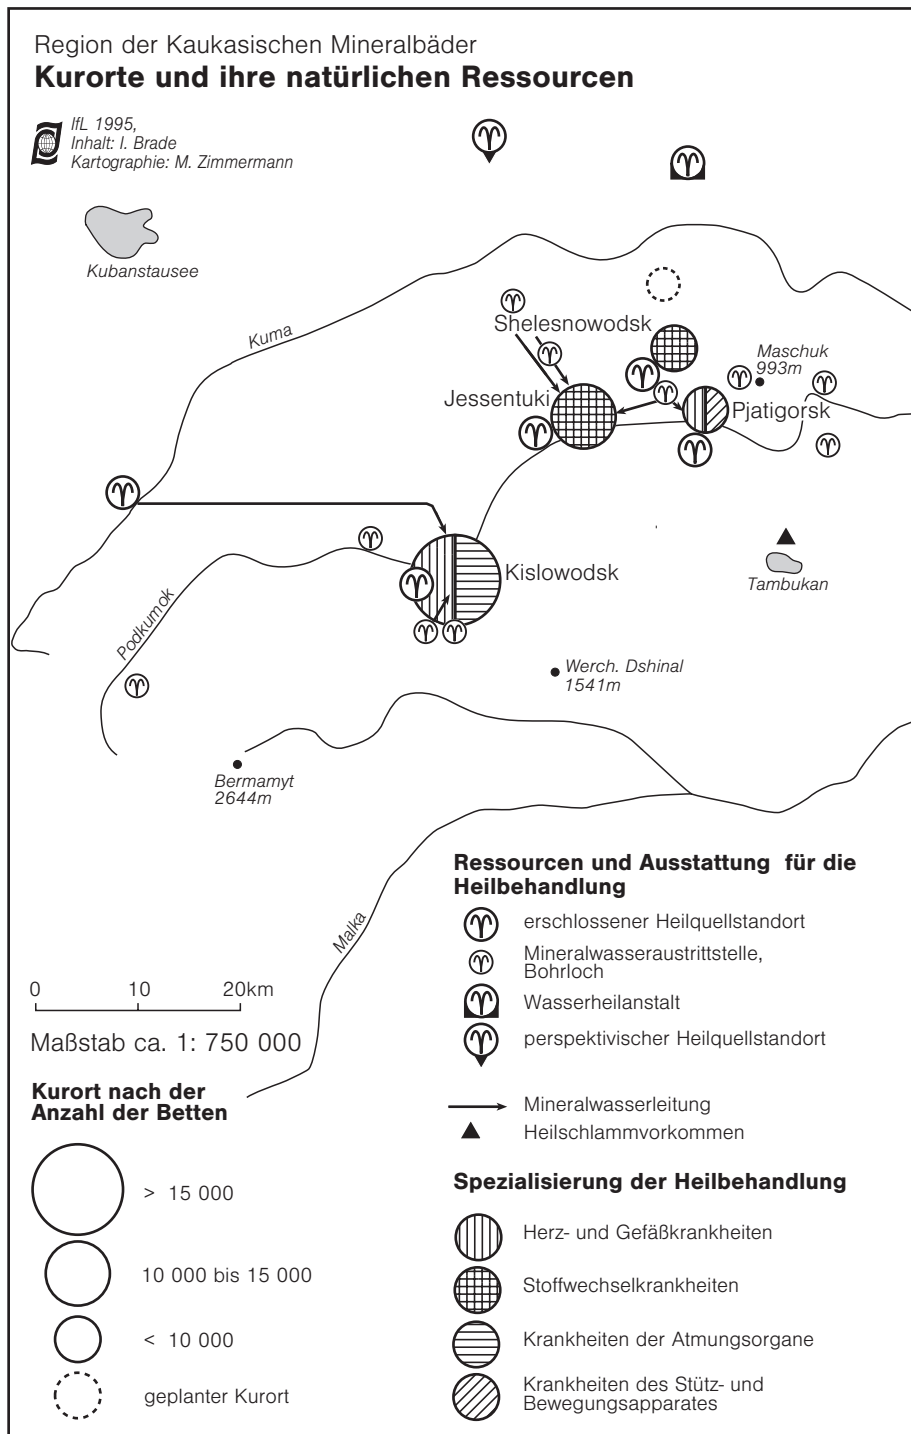 Region der Kaukasischen Mineralbäder
Kurorte und ihre natürlichen Ressourcen
IfL 1995,
Inhalt: I. Brade
Kartographie: M. Zimmermann
Kubanstausee
Kuma
Shelesnowodsk
Maschuk
993m
Jessentuki
Pjatigorsk
Kislowodsk
Tambukan
Podkumok
Werch. Dshinal
1541m
Bermamyt
2644m
Malka
0 10 20km
Maßstab ca. 1: 750 000
Kurort nach der
Anzahl der Betten
> 15 000
10 000 bis 15 000
< 10 000
geplanter Kurort
Ressourcen und Ausstattung für die
Heilbehandlung
erschlossener Heilquellstandort
Mineralwasseraustrittstelle,
Bohrloch
Wasserheilanstalt
perspektivischer Heilquellstandort
Mineralwasserleitung
Heilschlammvorkommen
Spezialisierung der Heilbehandlung
Herz- und Gefäßkrankheiten
Stoffwechselkrankheiten
Krankheiten der Atmungsorgane
Krankheiten des Stütz- und
Bewegungsapparates